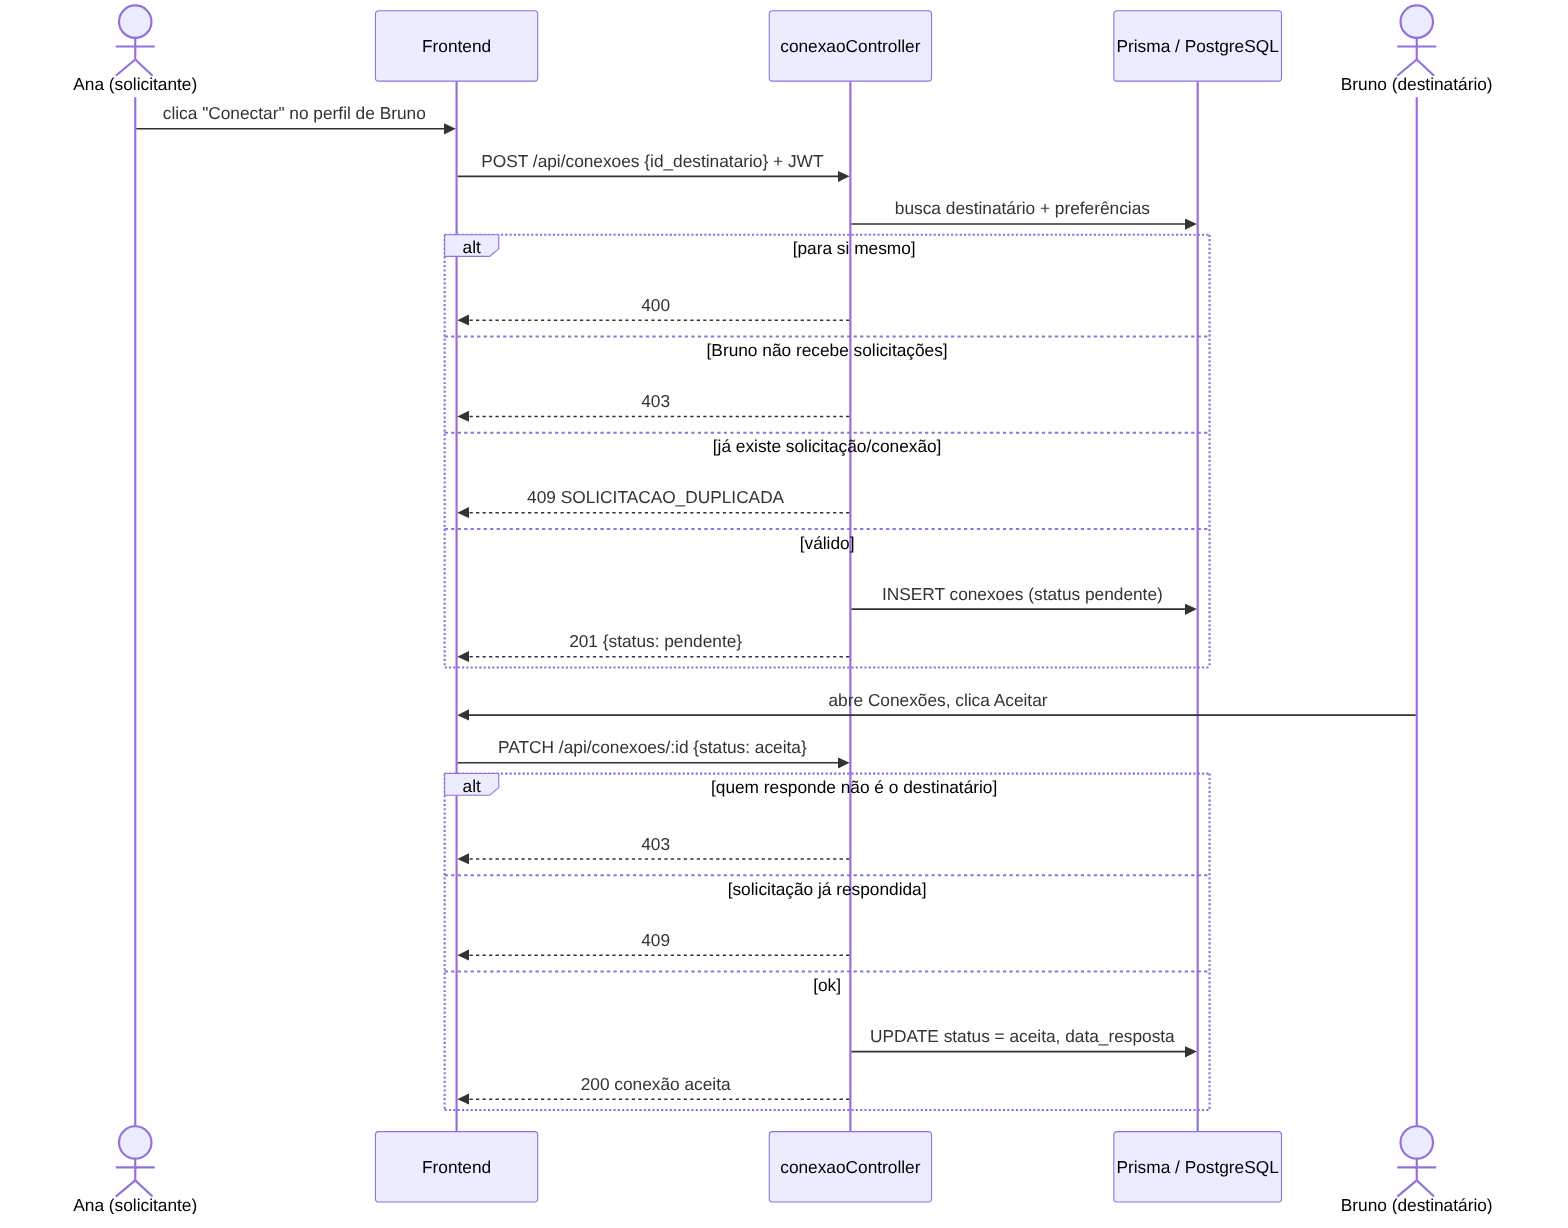 Ana (solicitante)
Frontend
conexaoController
Prisma / PostgreSQL
Bruno (destinatário)
clica "Conectar" no perfil de Bruno
POST /api/conexoes {id_destinatario} + JWT
busca destinatário + preferências
alt
[para si mesmo]
400
[Bruno não recebe solicitações]
403
[já existe solicitação/conexão]
409 SOLICITACAO_DUPLICADA
[válido]
INSERT conexoes (status pendente)
201 {status: pendente}
abre Conexões, clica Aceitar
PATCH /api/conexoes/:id {status: aceita}
alt
[quem responde não é o destinatário]
403
[solicitação já respondida]
409
[ok]
UPDATE status = aceita, data_resposta
200 conexão aceita
Ana (solicitante)
Frontend
conexaoController
Prisma / PostgreSQL
Bruno (destinatário)